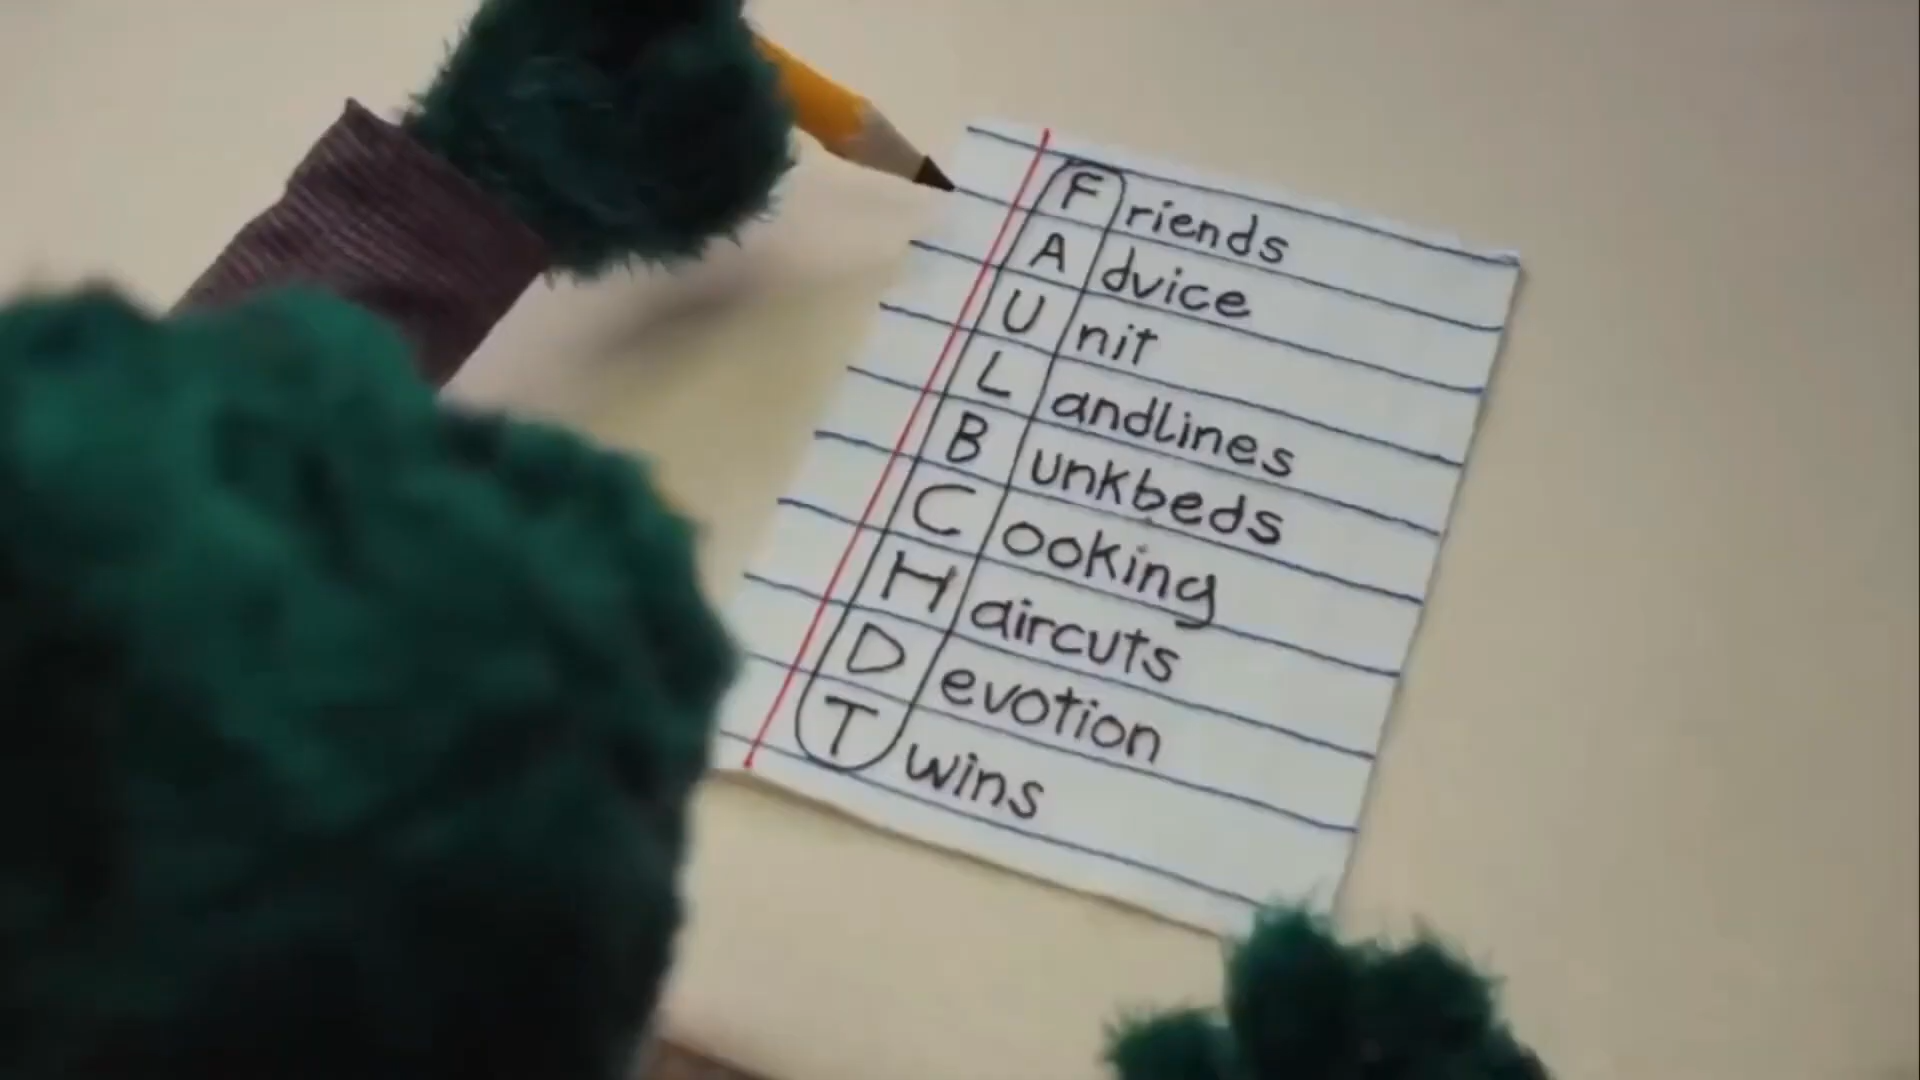 Friends
Advice
Unit
Landlines
Bunkbeds
Cooking
Haircuts
Devotion
Twins